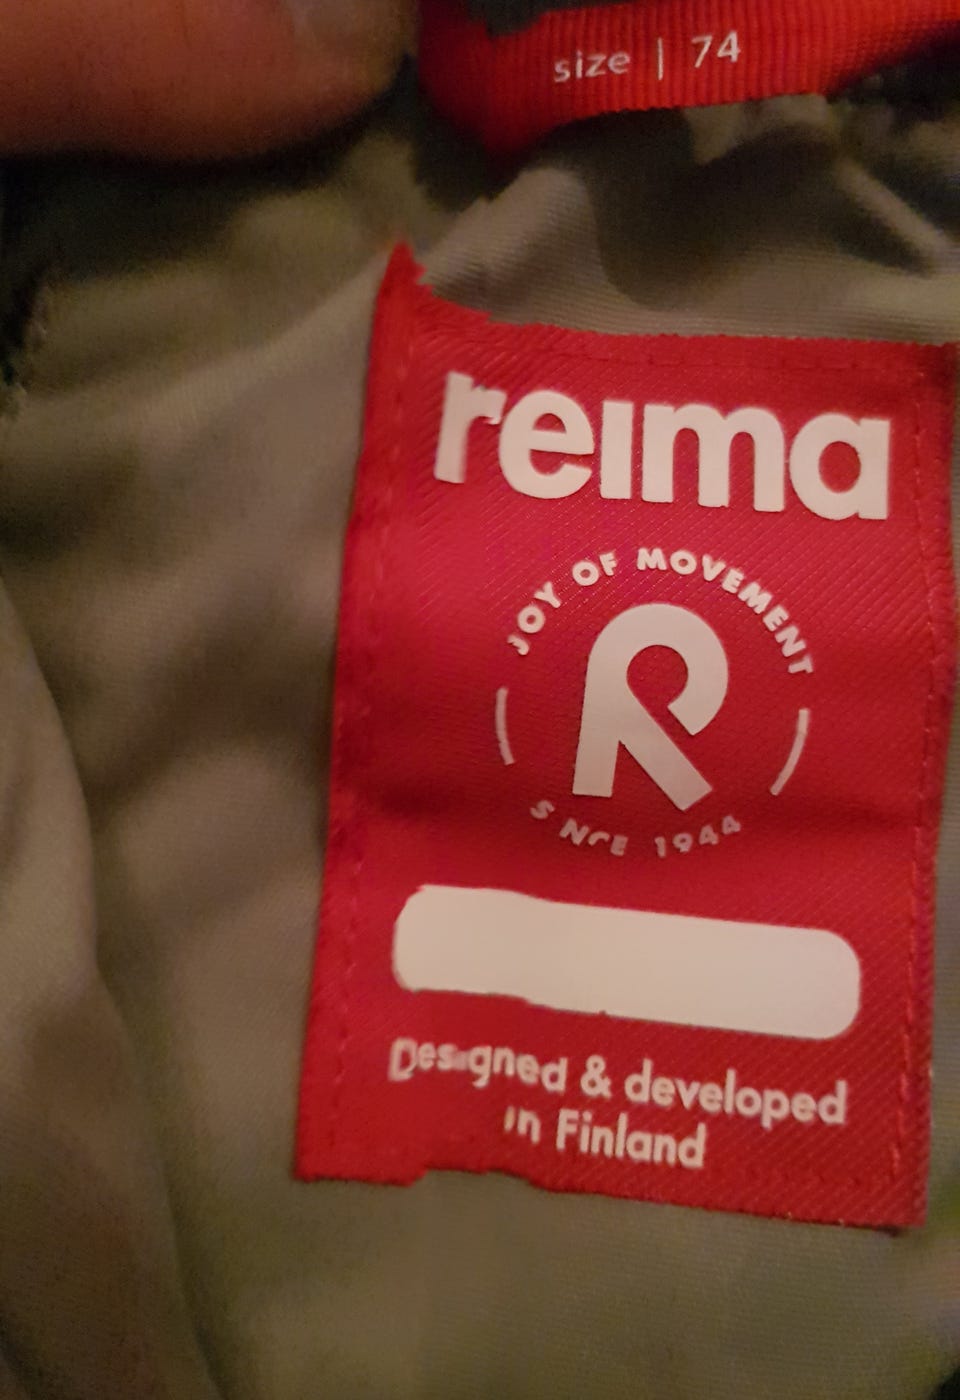 size | 74
reima
JOY OF MOVEMENT
R
SINCE 1944
Designed & developed
in Finland